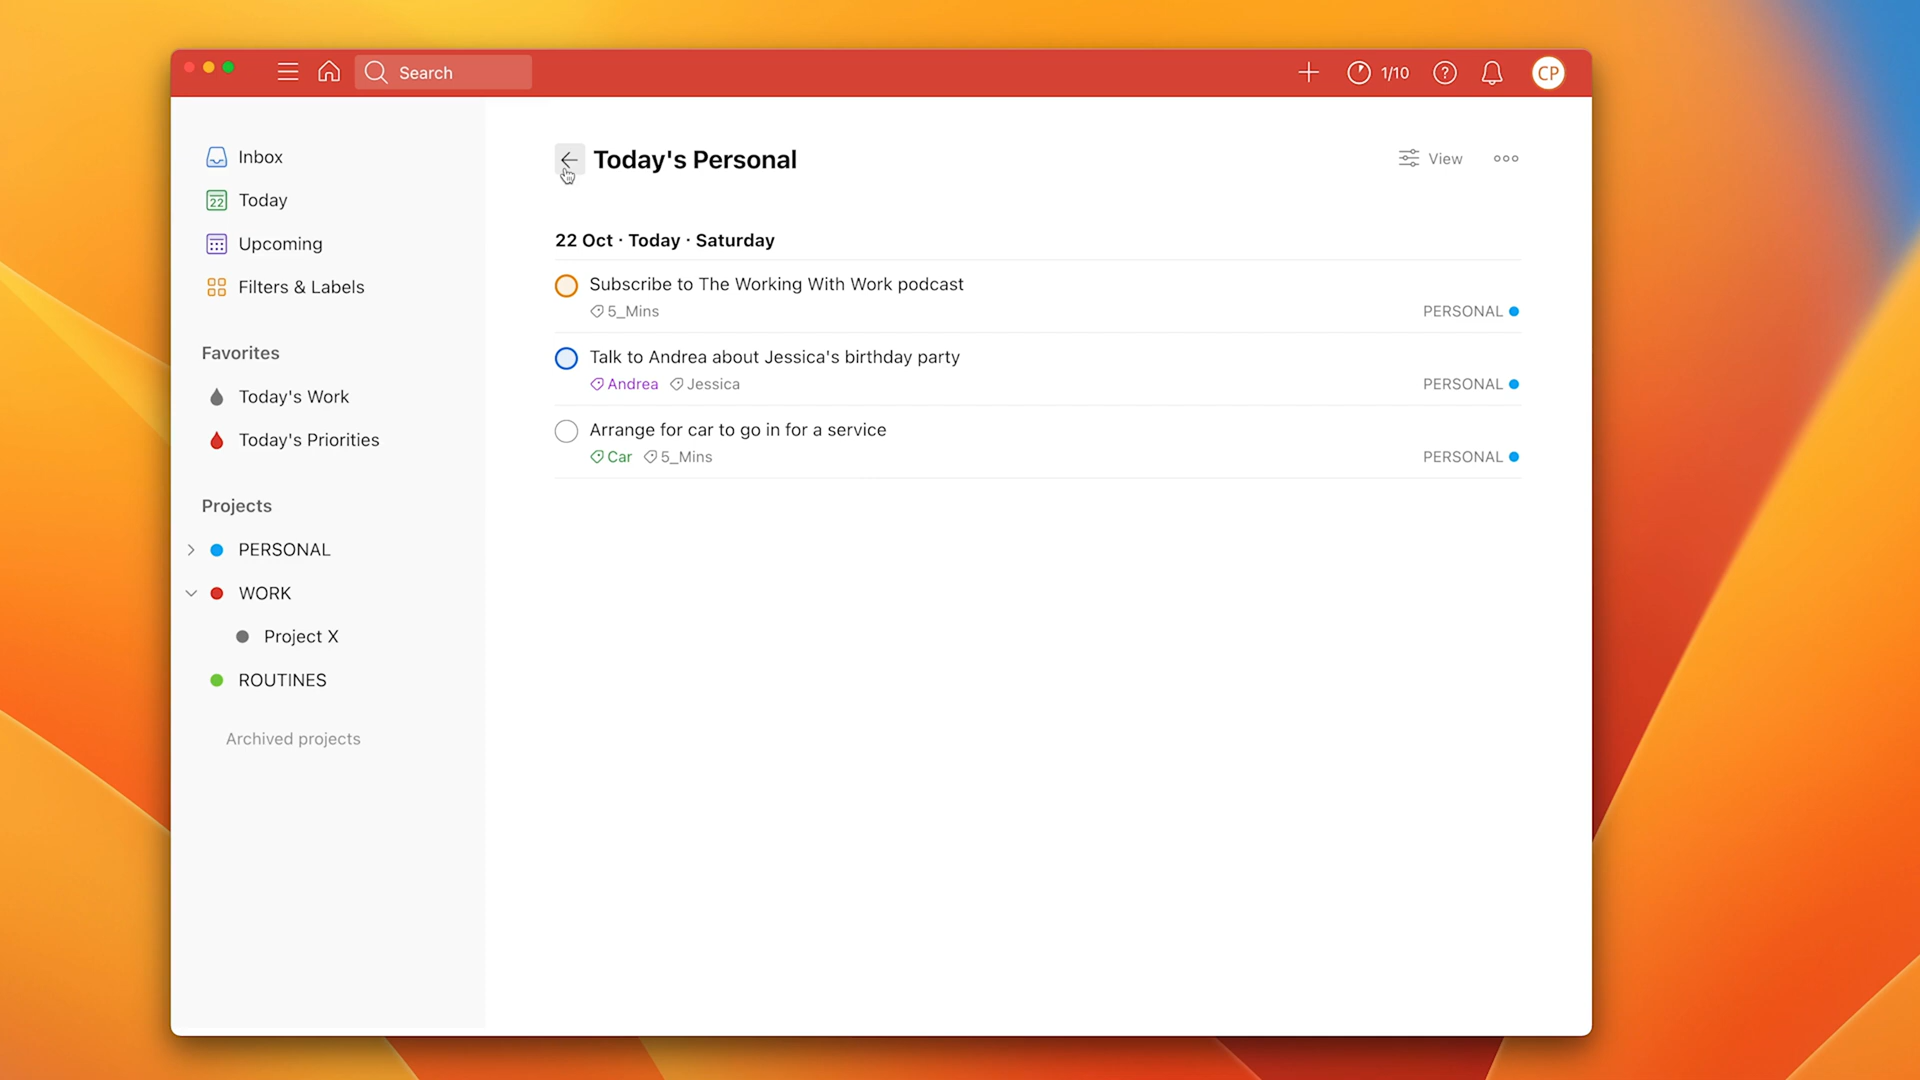 Search
1/10
CP
Inbox
22
Today
Upcoming
Filters & Labels
Favorites
Today's Work
Today's Priorities
Projects
PERSONAL
WORK
Project X
ROUTINES
Archived projects
Today's Personal
View
22 Oct · Today · Saturday
Subscribe to The Working With Work podcast
5_Mins
PERSONAL
Talk to Andrea about Jessica's birthday party
Andrea Jessica
PERSONAL
Arrange for car to go in for a service
Car 5_Mins
PERSONAL